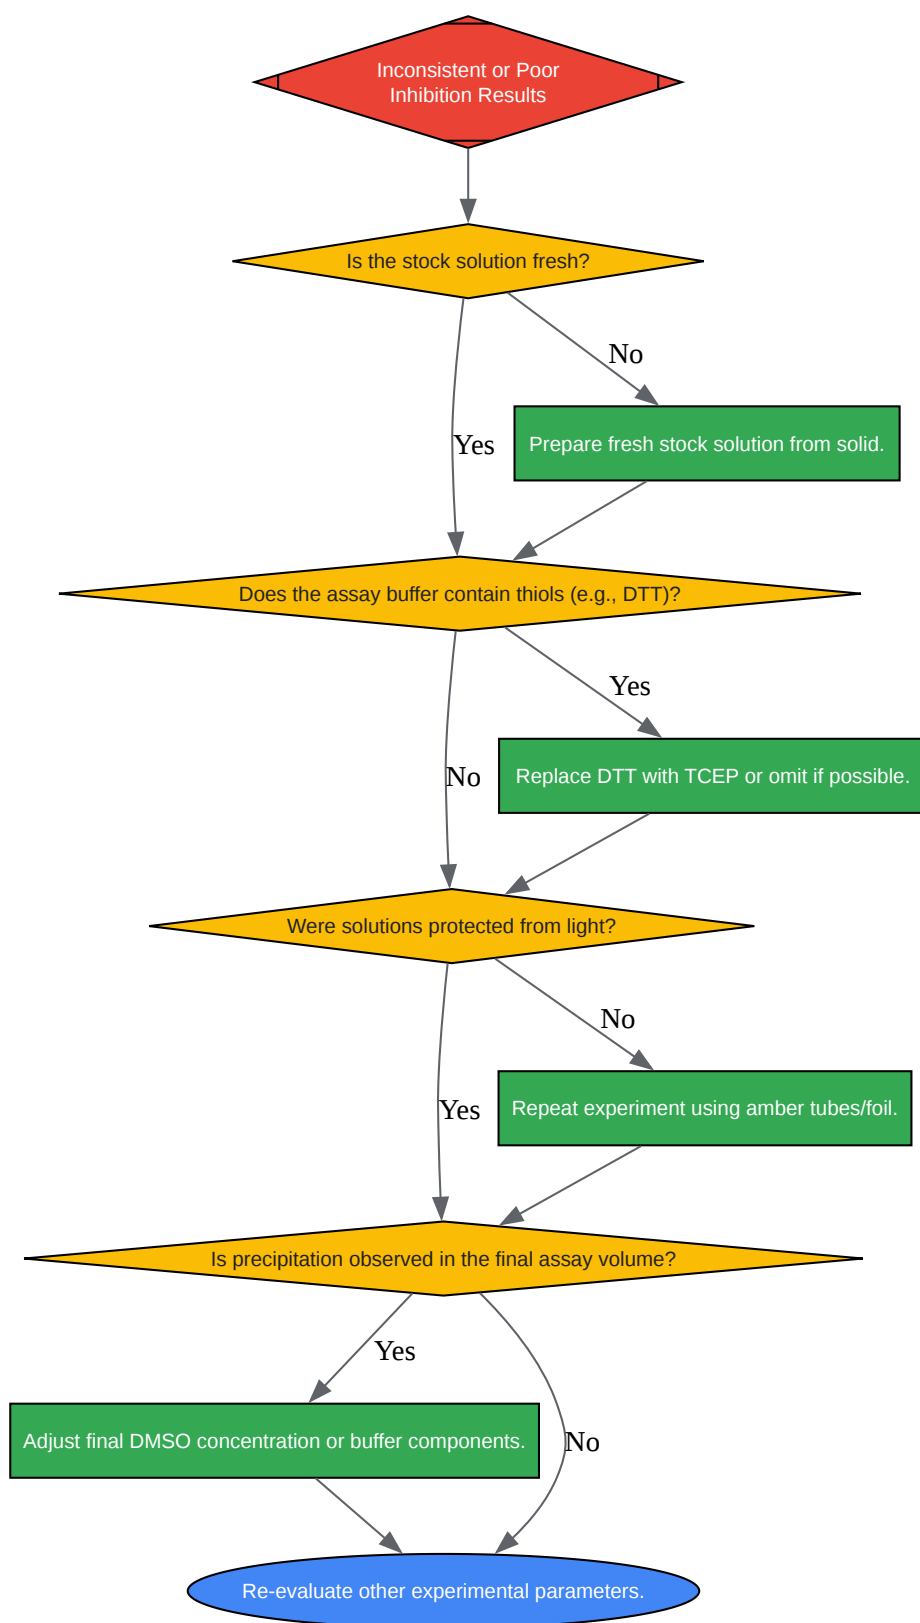 Inconsistent or Poor
Inhibition Results
Is the stock solution fresh?
No
Yes
Prepare fresh stock solution from solid.
Does the assay buffer contain thiols (e.g., DTT)?
Yes
No
Replace DTT with TCEP or omit if possible.
Were solutions protected from light?
No
Yes
Repeat experiment using amber tubes/foil.
Is precipitation observed in the final assay volume?
Yes
Adjust final DMSO concentration or buffer components.
No
Re-evaluate other experimental parameters.